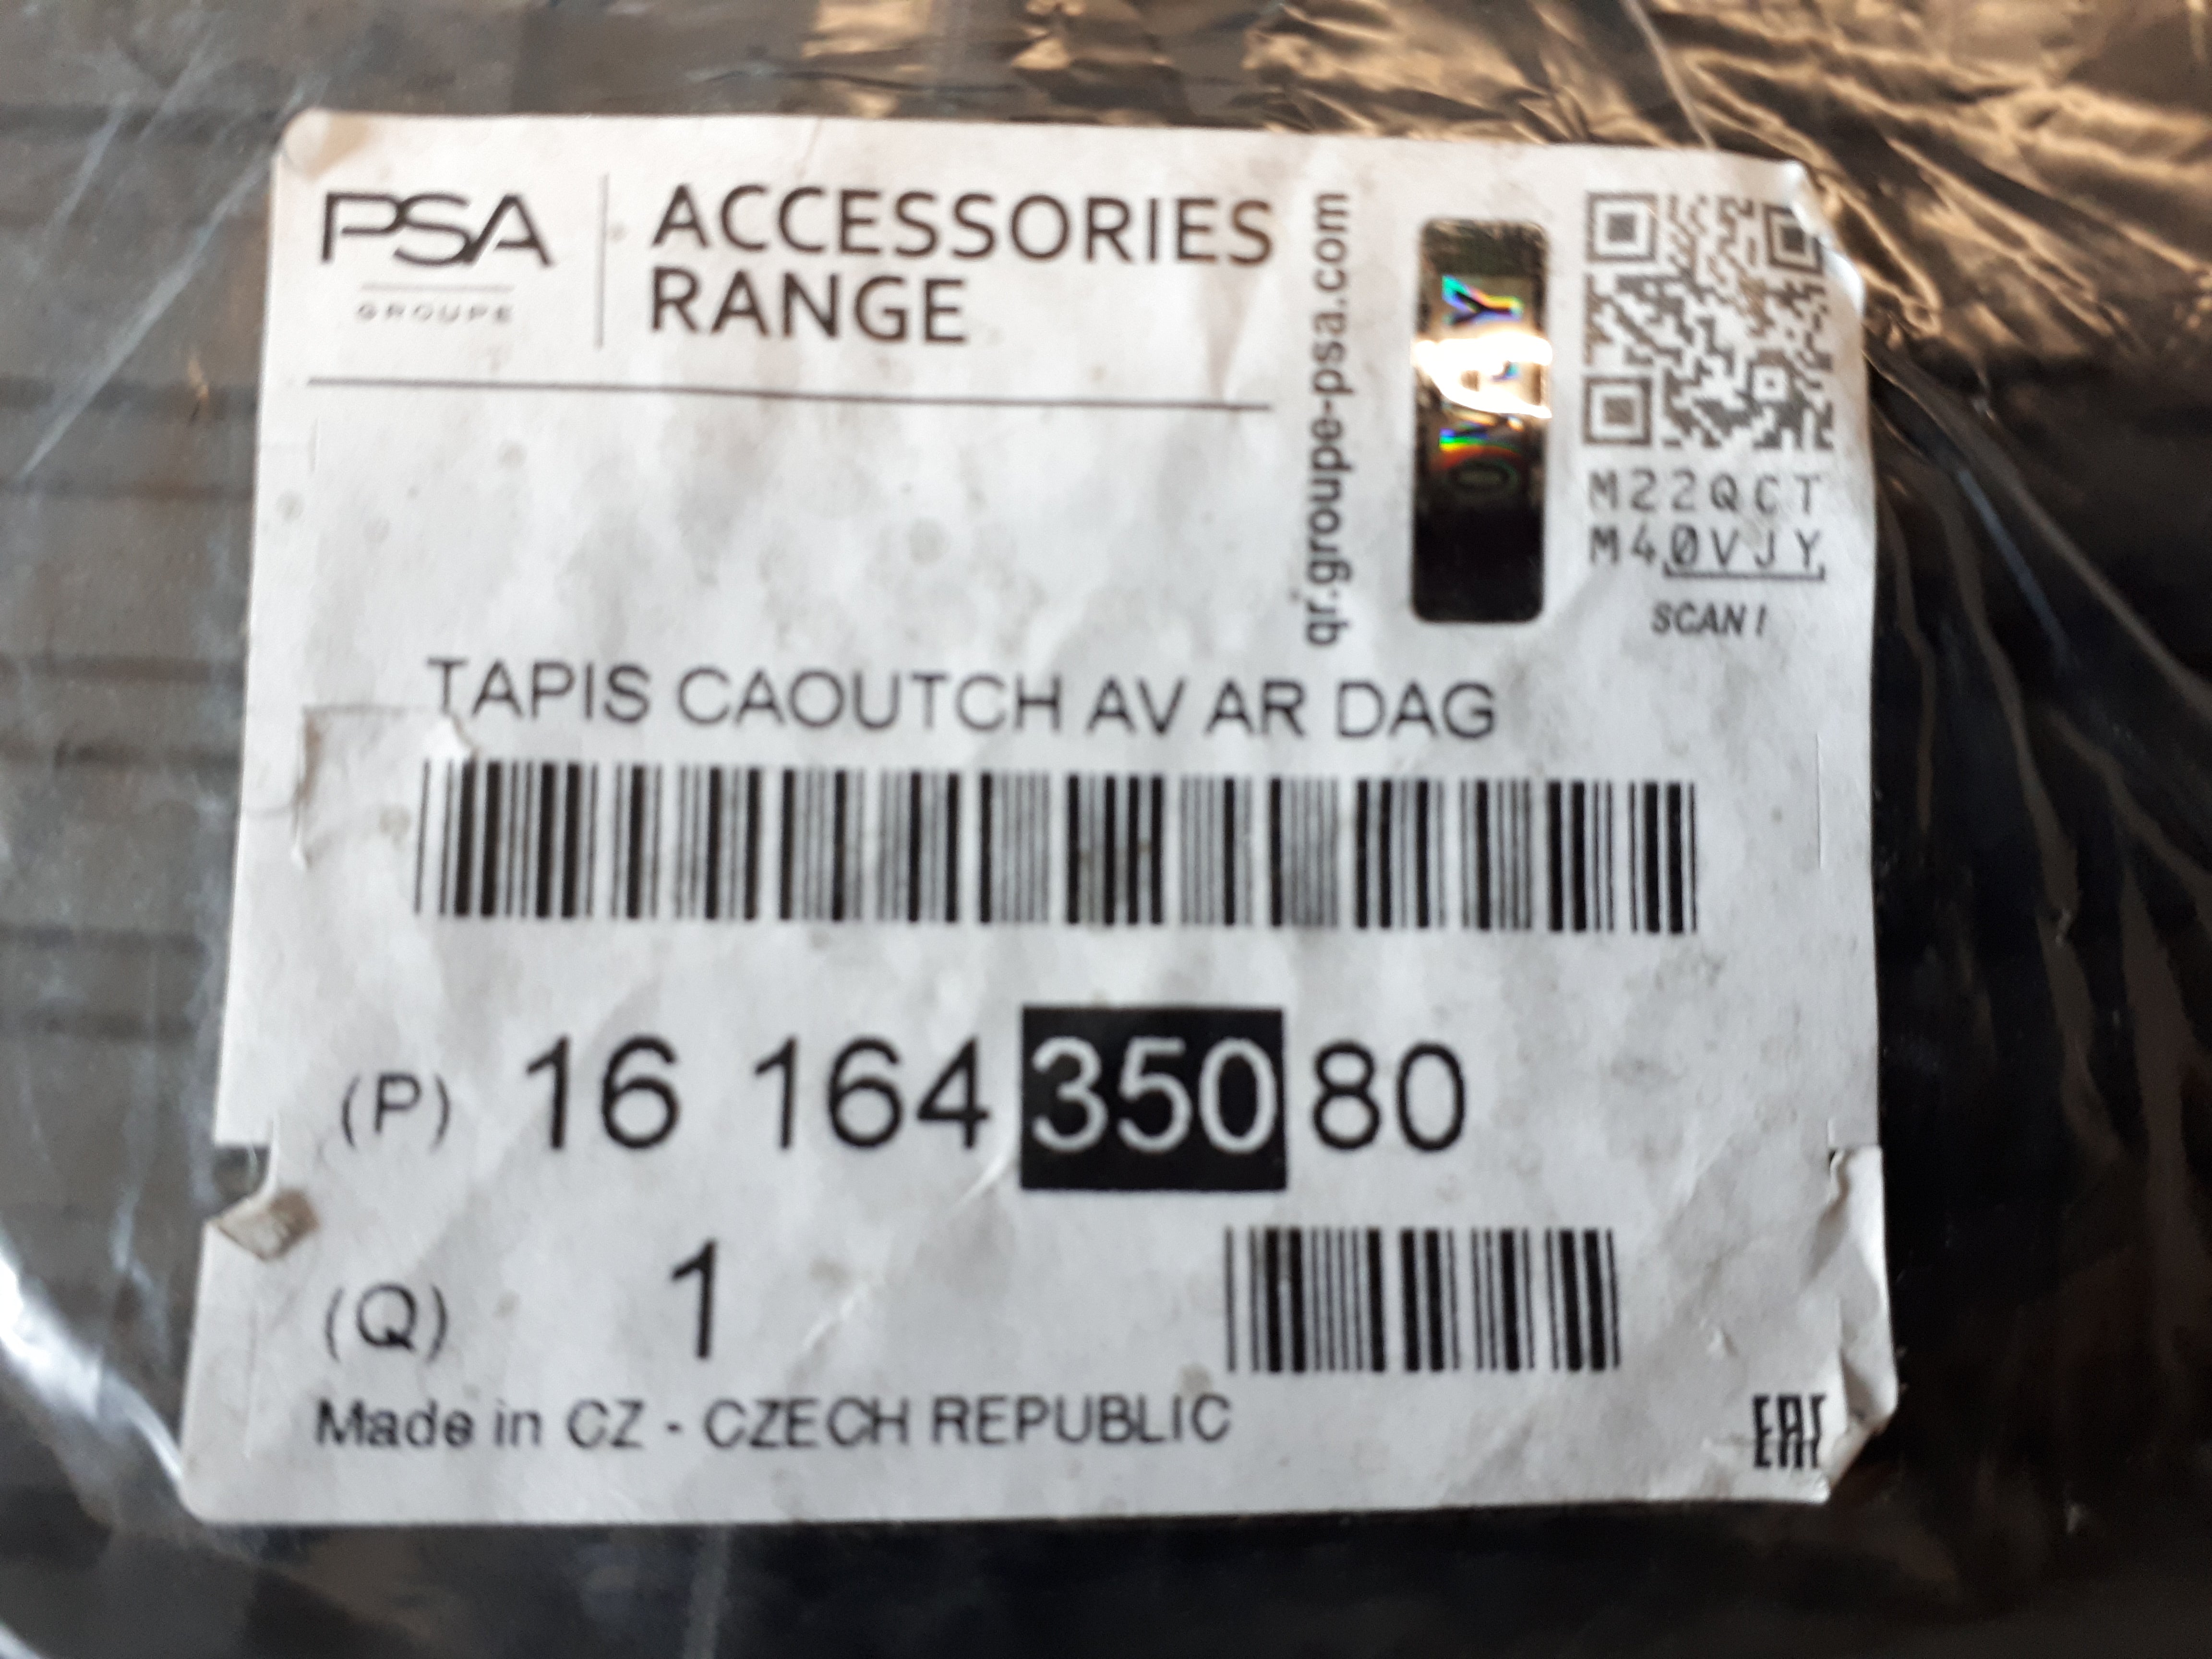 PSA
GROUPE
ACCESSORIES
RANGE
qr.groupe-psa.com
M22QCT
M40VJY
SCAN!
TAPIS CAOUTCH AV AR DAG
(P) 16 164 350 80
(Q) 1
Made in CZ - CZECH REPUBLIC
EAC